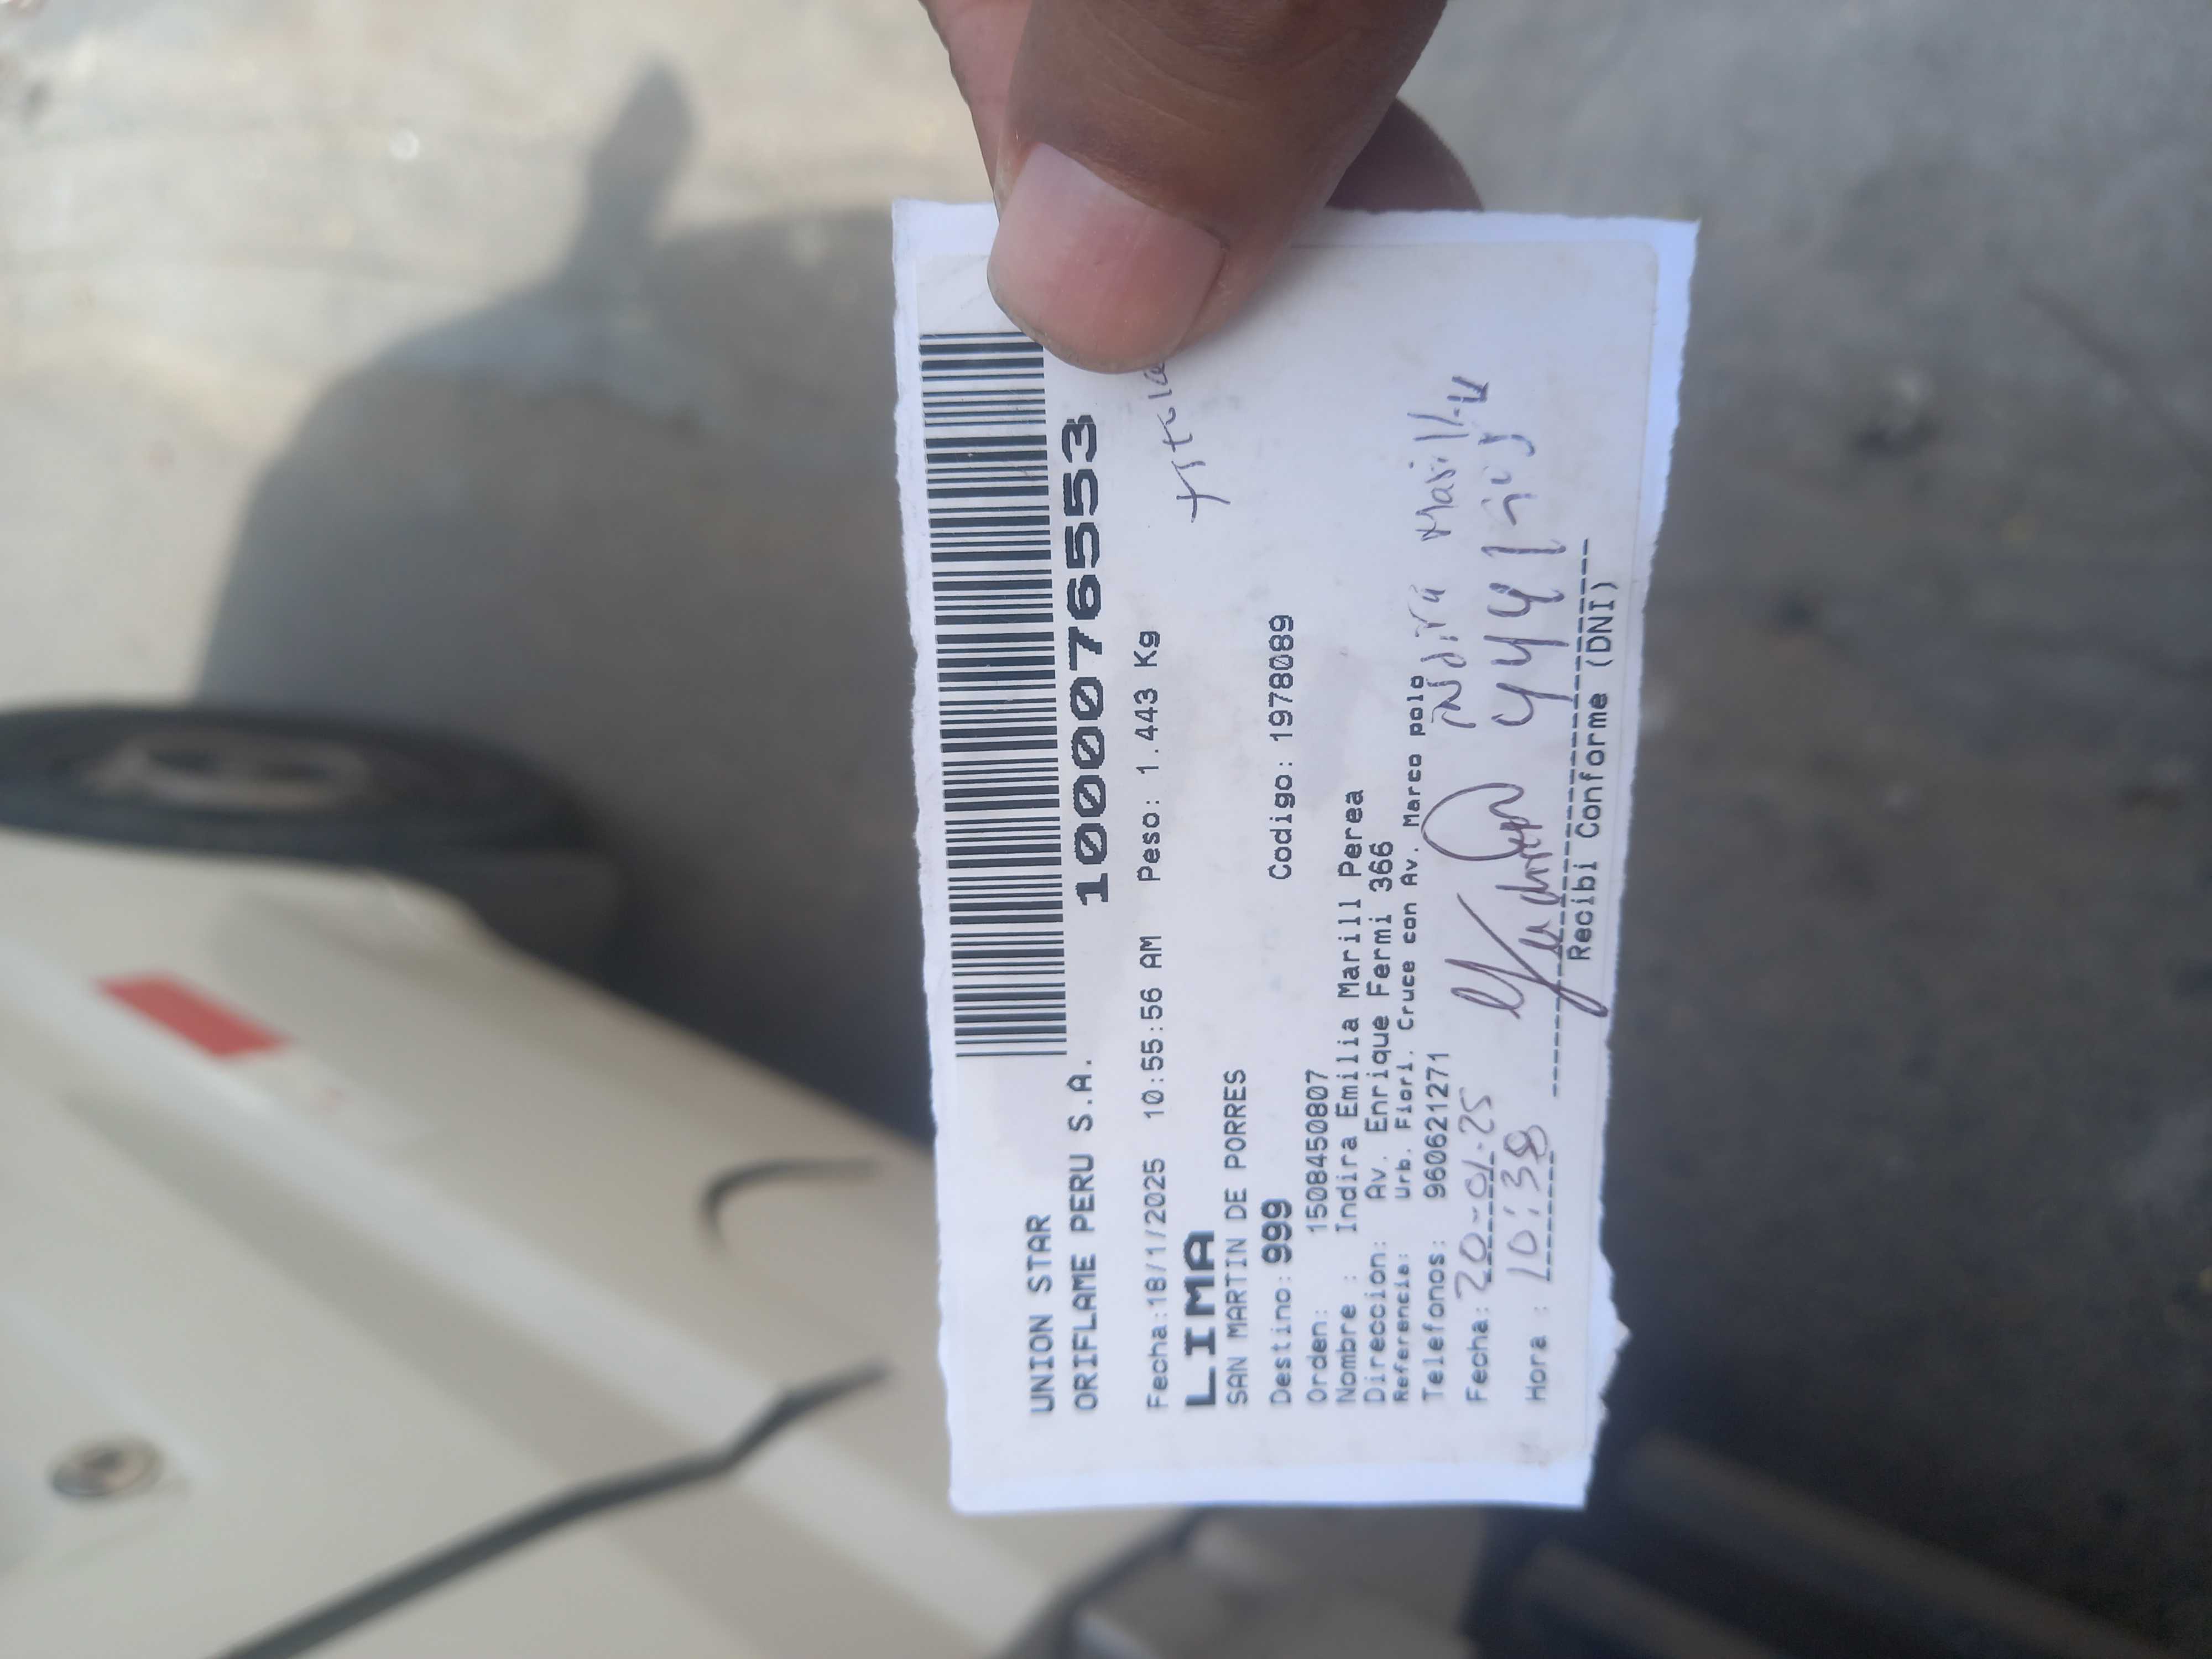 UNION STAR
ORIFLAME PERU S.A. 1000076553
Fecha:18/1/2025 10:55:56 AM Peso: 1.443 Kg
LIMA
SAN MARTIN DE PORRES
Destino: 999 Codigo: 1978089
Orden: 1508450807
Nombre : Indira Emilia Marill Perea
Direccion: Av. Enrique Fermi 366
Referencia: Urb. Fiori. Cruce con Av. Marco polo
Telefonos: 960621271
Fecha: 20-01-25
Hora : 10:38
Recibi Conforme (DNI)